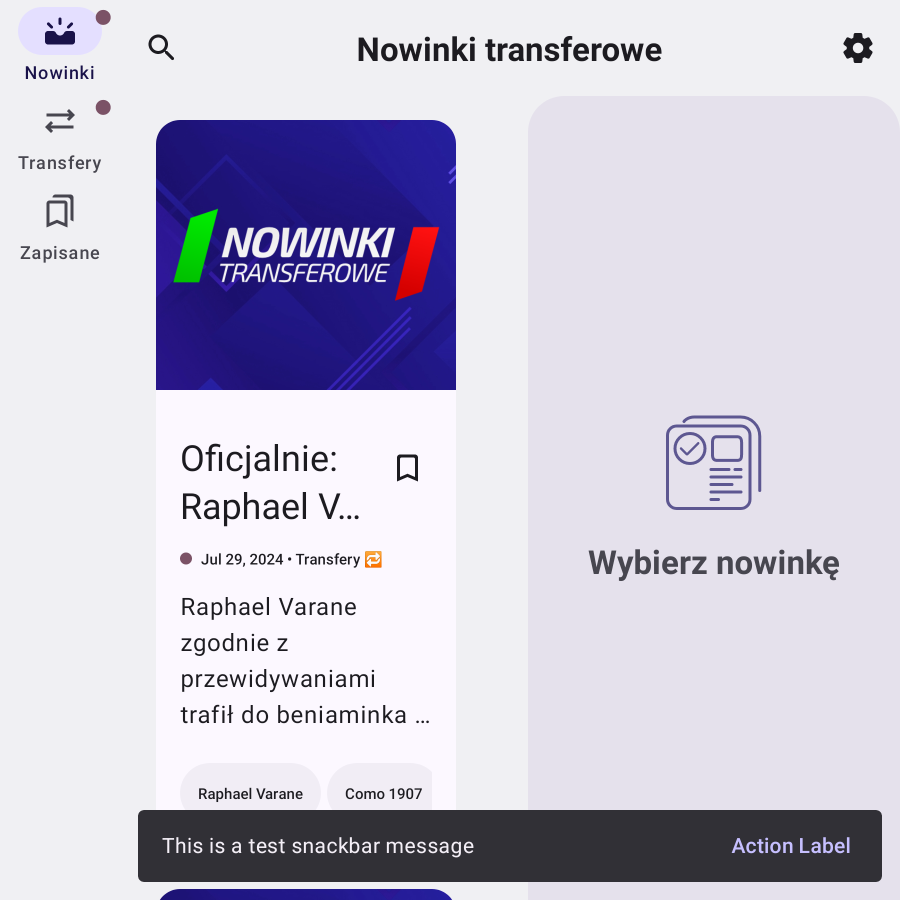 Nowinki
Transfery
Zapisane
Nowinki transferowe
NOWINKI
TRANSFEROWE
Oficjalnie:
Raphael V...
Jul 29, 2024 • Transfery 🔁
Raphael Varane
zgodnie z
przewidywaniami
trafił do beniaminka ...
Raphael Varane
Como 1907
Wybierz nowinkę
This is a test snackbar message
Action Label